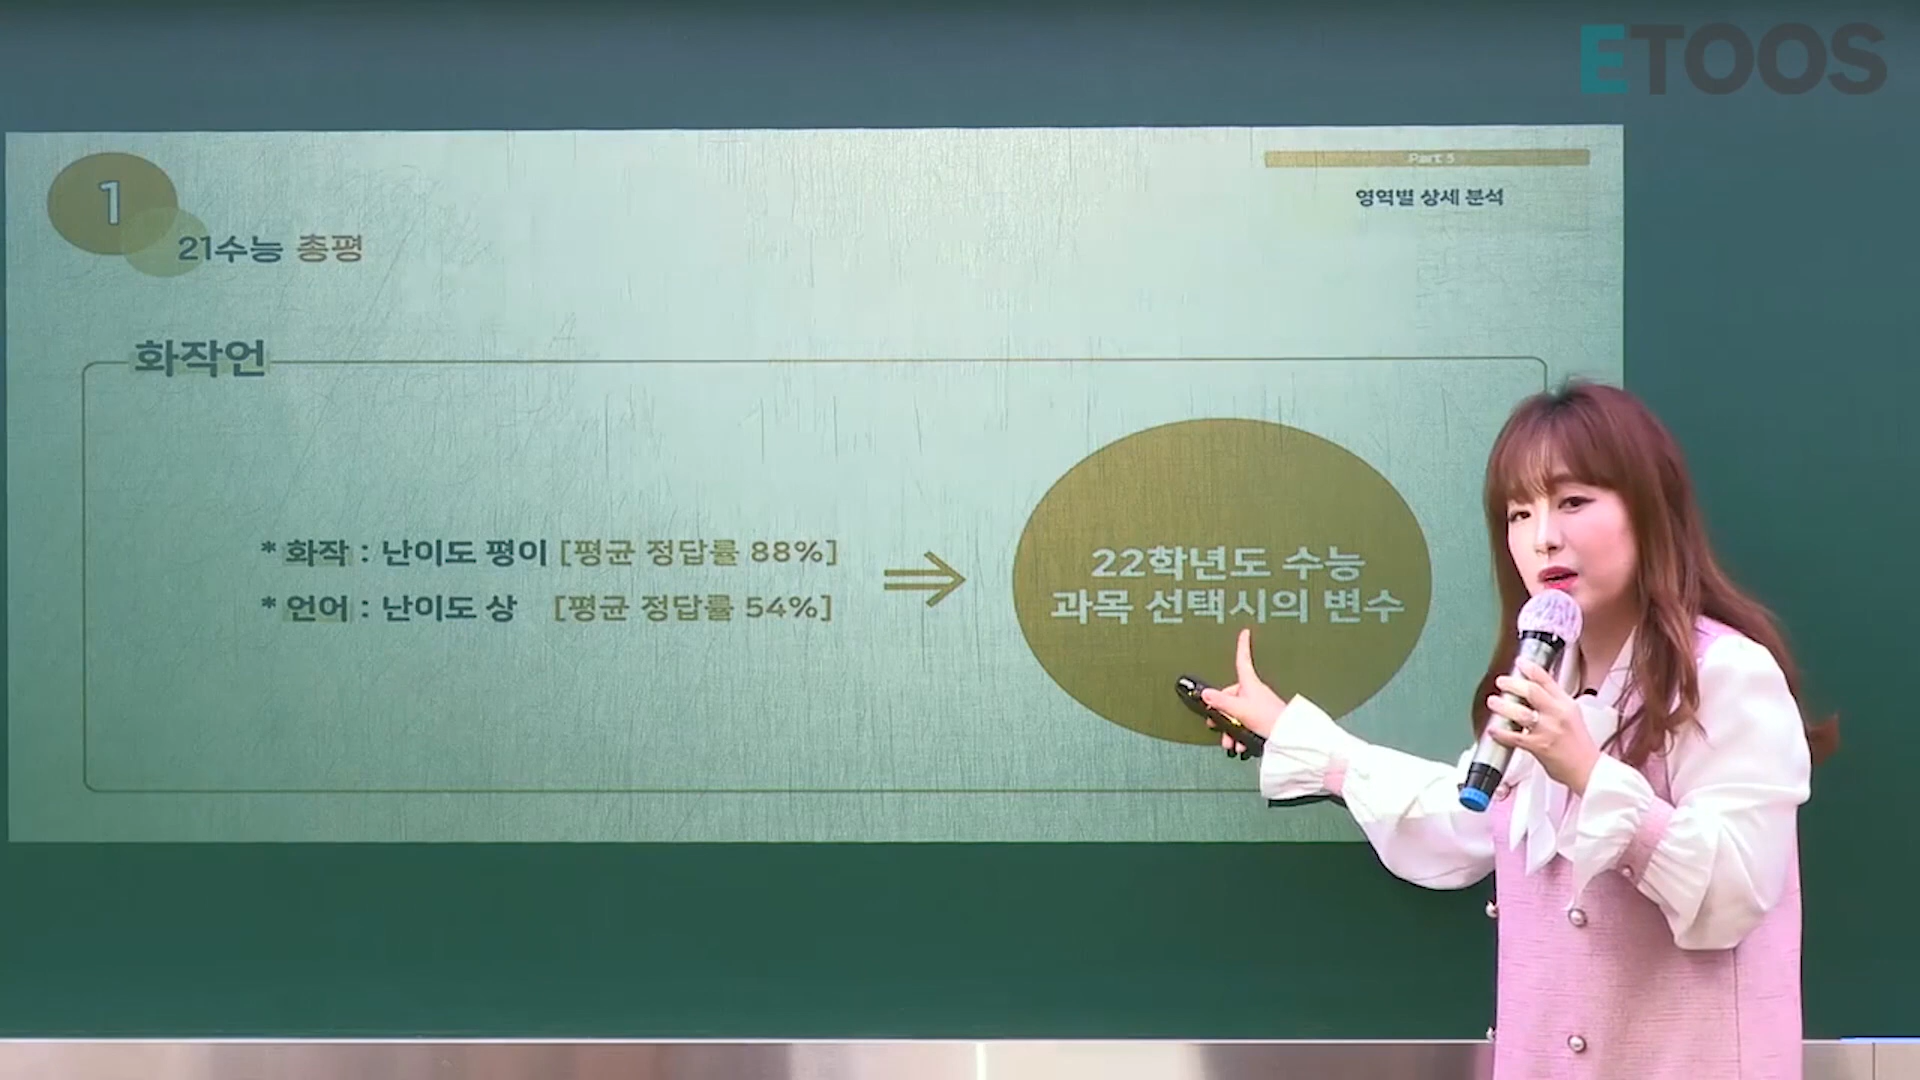 ETOOS
Part 3
영역별 상세 분석
1
21수능 총평
화작언
* 화작 : 난이도 평이 [평균 정답률 88%]
* 언어 : 난이도 상 [평균 정답률 54%]
⇒
22학년도 수능
과목 선택시의 변수